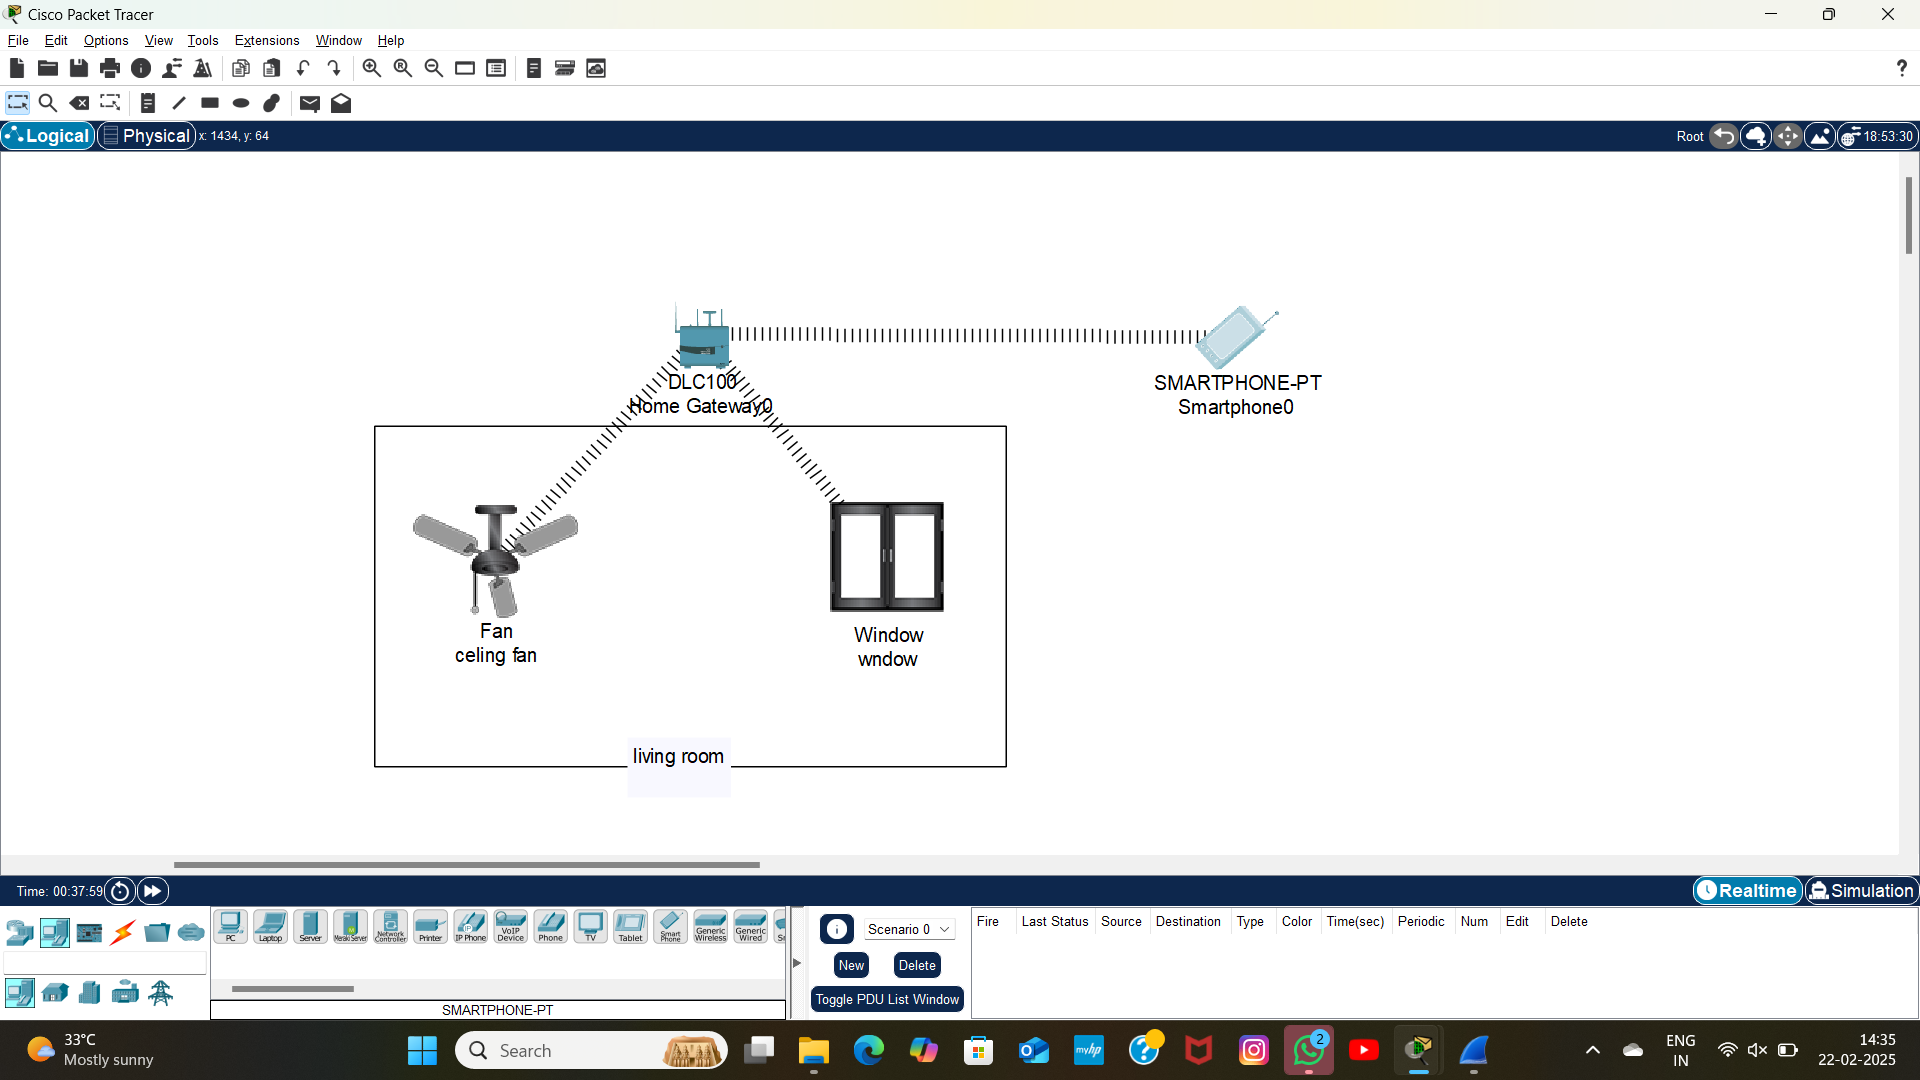 Cisco Packet Tracer
File Edit Options View Tools Extensions Window Help
?
Logical Physical x: 1434, y: 64 Root 18:53:30
DLC100
Home Gateway0
SMARTPHONE-PT
Smartphone0
Fan
celing fan
Window
wndow
living room
Time: 00:37:59 Realtime Simulation
PC Laptop Server Meraki Server Network Controller Printer IP Phone VoIP Device Phone TV Tablet Smart Phone Generic Wireless Generic Wired
SMARTPHONE-PT
Scenario 0
New Delete
Toggle PDU List Window
Fire Last Status Source Destination Type Color Time(sec) Periodic Num Edit Delete
33°C
Mostly sunny
Search
myhp
2
ENG
IN
14:35
22-02-2025